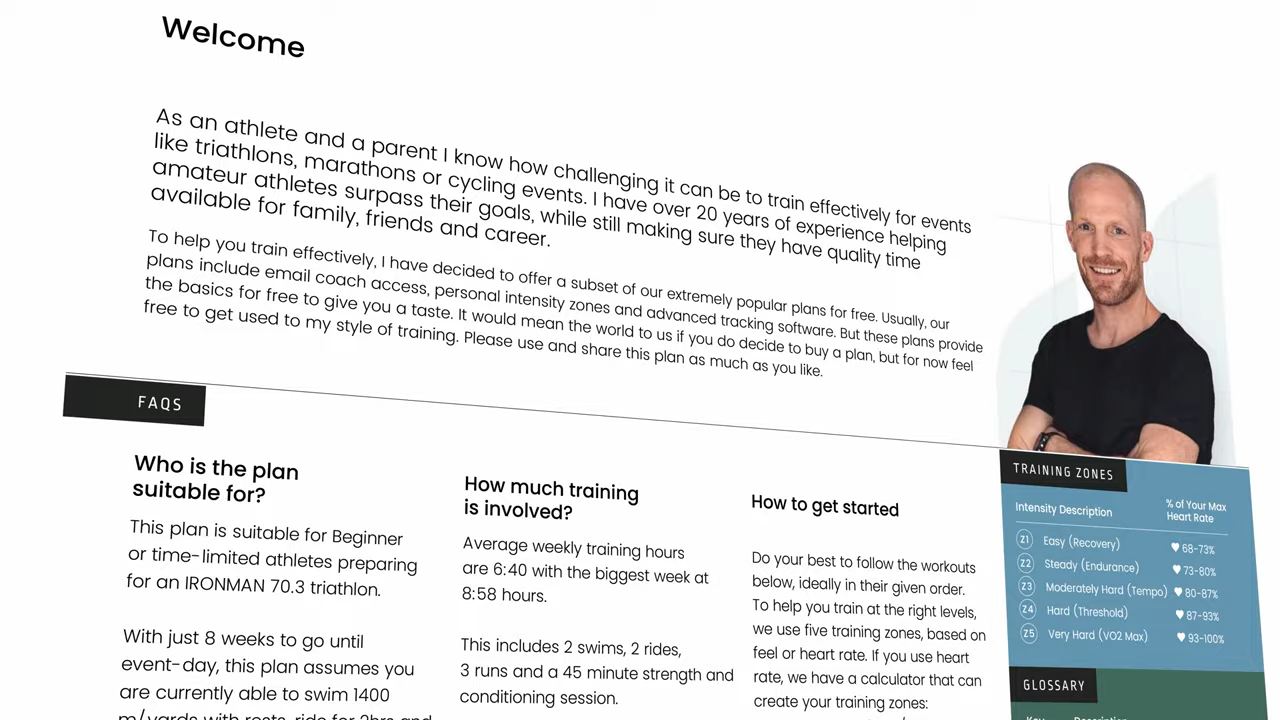 Welcome
As an athlete and a parent I know how challenging it can be to train effectively for events
like triathlons, marathons or cycling events. I have over 20 years of experience helping
amateur athletes surpass their goals, while still making sure they have quality time
available for family, friends and career.
To help you train effectively, I have decided to offer a subset of our extremely popular plans for free. Usually, our
plans include email coach access, personal intensity zones and advanced tracking software. But these plans provide
the basics for free to give you a taste. It would mean the world to us if you do decide to buy a plan, but for now feel
free to get used to my style of training. Please use and share this plan as much as you like.
FAQS
Who is the plan
suitable for?
This plan is suitable for Beginner
or time-limited athletes preparing
for an IRONMAN 70.3 triathlon.
With just 8 weeks to go until
event-day, this plan assumes you
are currently able to swim 1400
m/yards with rests, ride for 2hrs and
How much training
is involved?
Average weekly training hours
are 6:40 with the biggest week at
8:58 hours.
This includes 2 swims, 2 rides,
3 runs and a 45 minute strength and
conditioning session.
How to get started
Do your best to follow the workouts
below, ideally in their given order.
To help you train at the right levels,
we use five training zones, based on
feel or heart rate. If you use heart
rate, we have a calculator that can
create your training zones:
TRAINING ZONES
Intensity Description
% of Your Max
Heart Rate
Z1 Easy (Recovery) 68-73%
Z2 Steady (Endurance) 73-80%
Z3 Moderately Hard (Tempo) 80-87%
Z4 Hard (Threshold) 87-93%
Z5 Very Hard (VO2 Max) 93-100%
GLOSSARY
Key Description